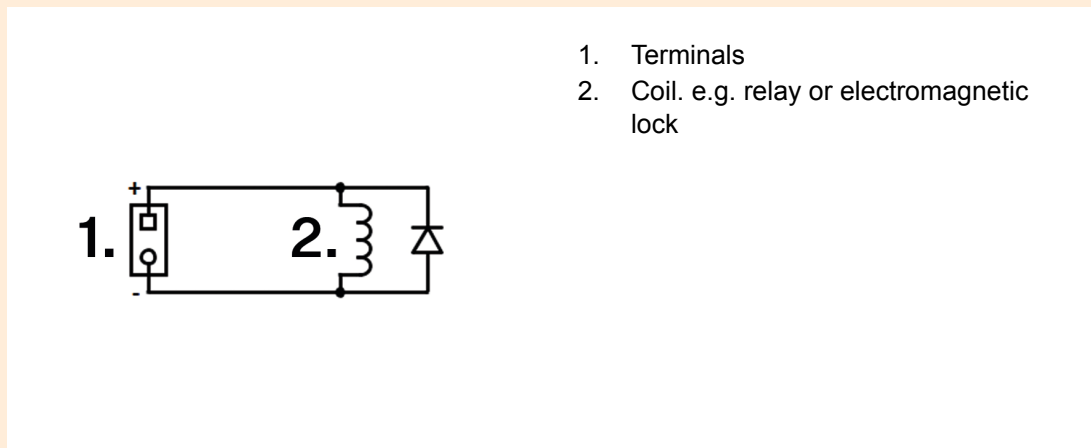 1. Terminals
2. Coil. e.g. relay or electromagnetic
lock
+
1.
2.
-